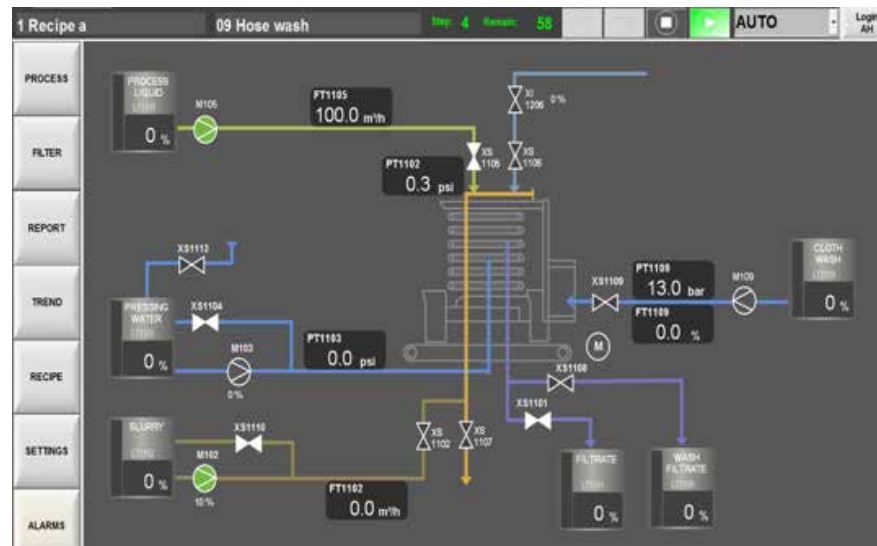 1 Recipe a
09 Hose wash
Step: 4 Remain: 58
AUTO
Login
AH
PROCESS
FILTER
REPORT
TREND
RECIPE
SETTINGS
ALARMS
PROCESS
LIQUID
0 %
M105
FT1105
100.0 m³/h
XI
1206 0%
XS
1105
XS
1106
PT1102
0.3 psi
XS1113
PRESSING
WATER
0 %
XS1104
M103
0%
PT1103
0.0 psi
XS1109
PT1109
13.0 bar
FT1109
0.0 %
M109
CLOTH
WASH
0 %
M
XS1108
XS1101
SLURRY
0 %
XS1110
M102
10%
FT1102
0.0 m³/h
XS
1102
XS
1107
FILTRATE
0 %
WASH
FILTRATE
0 %